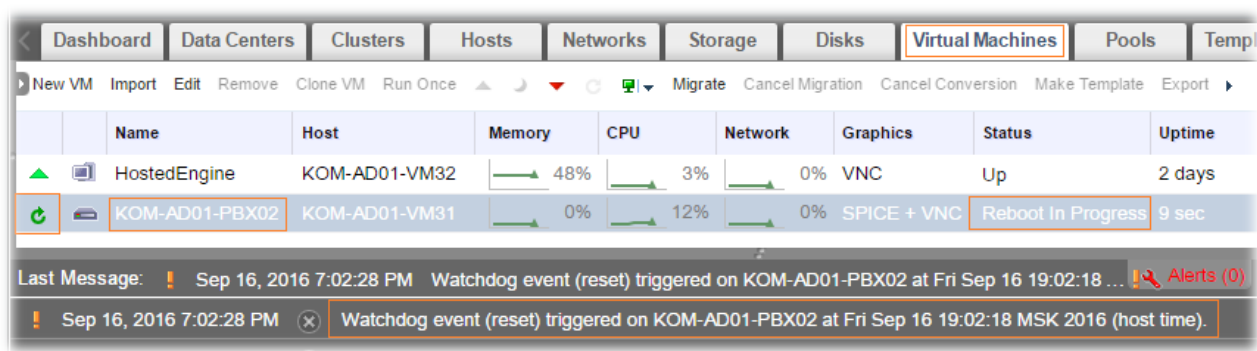 Dashboard Data Centers Clusters Hosts Networks Storage Disks Virtual Machines Pools Templ
New VM Import Edit Remove Clone VM Run Once Migrate Cancel Migration Cancel Conversion Make Template Export
Name Host Memory CPU Network Graphics Status Uptime
HostedEngine KOM-AD01-VM32 48% 3% 0% VNC Up 2 days
KOM-AD01-PBX02 KOM-AD01-VM31 0% 12% 0% SPICE + VNC Reboot In Progress 9 sec
Last Message: Sep 16, 2016 7:02:28 PM Watchdog event (reset) triggered on KOM-AD01-PBX02 at Fri Sep 16 19:02:18 ... Alerts (0)
Sep 16, 2016 7:02:28 PM Watchdog event (reset) triggered on KOM-AD01-PBX02 at Fri Sep 16 19:02:18 MSK 2016 (host time).